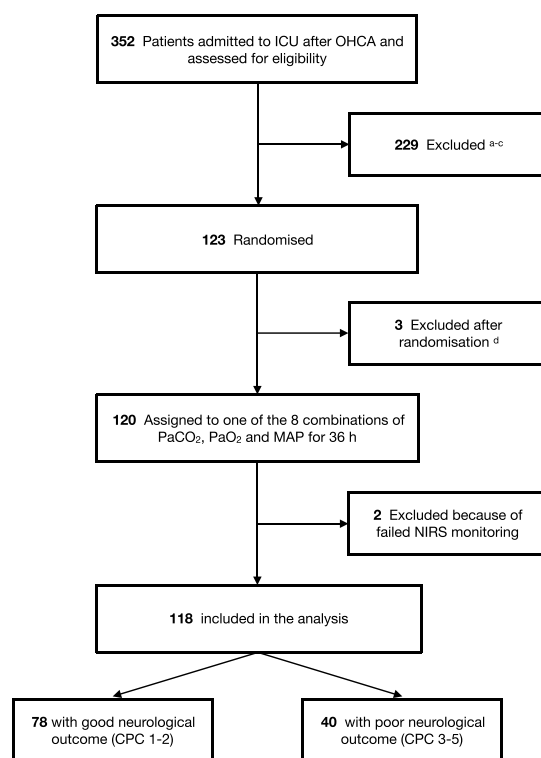 352 Patients admitted to ICU after OHCA and
assessed for eligibility
229 Excluded a-c
123 Randomised
3 Excluded after
randomisation d
120 Assigned to one of the 8 combinations of
PaCO₂, PaO₂ and MAP for 36 h
2 Excluded because of
failed NIRS monitoring
118 included in the analysis
78 with good neurological
outcome (CPC 1-2)
40 with poor neurological
outcome (CPC 3-5)